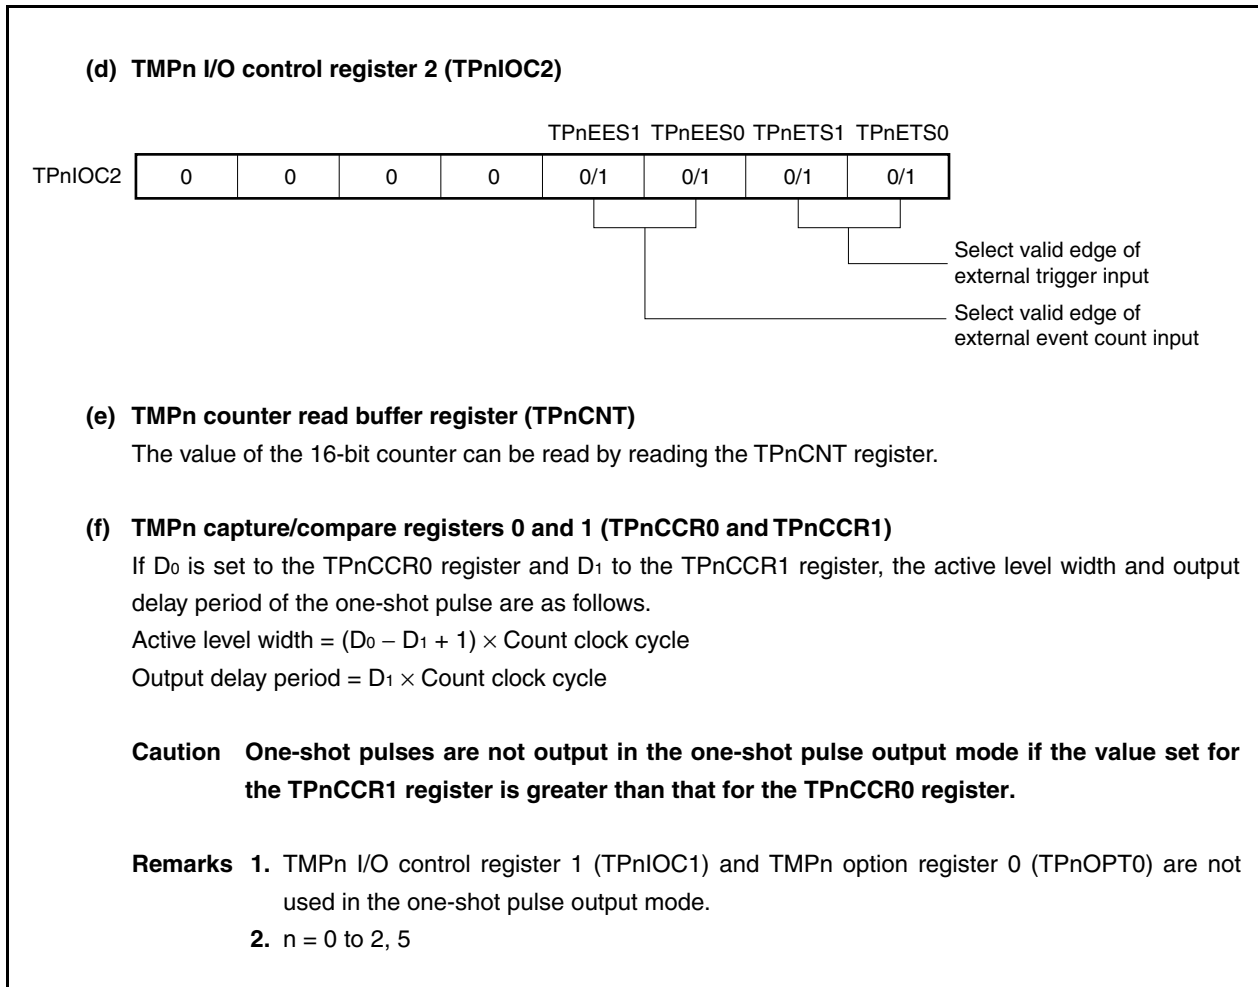 (d) TMPn I/O control register 2 (TPnIOC2)
TPnEES1 TPnEES0 TPnETS1 TPnETS0
TPnIOC2 0 0 0 0 0/1 0/1 0/1 0/1
Select valid edge of
external trigger input
Select valid edge of
external event count input
(e) TMPn counter read buffer register (TPnCNT)
The value of the 16-bit counter can be read by reading the TPnCNT register.
(f) TMPn capture/compare registers 0 and 1 (TPnCCR0 and TPnCCR1)
If D₀ is set to the TPnCCR0 register and D₁ to the TPnCCR1 register, the active level width and output
delay period of the one-shot pulse are as follows.
Active level width = (D₀ − D₁ + 1) × Count clock cycle
Output delay period = D₁ × Count clock cycle
Caution One-shot pulses are not output in the one-shot pulse output mode if the value set for
the TPnCCR1 register is greater than that for the TPnCCR0 register.
Remarks 1. TMPn I/O control register 1 (TPnIOC1) and TMPn option register 0 (TPnOPT0) are not
used in the one-shot pulse output mode.
2. n = 0 to 2, 5